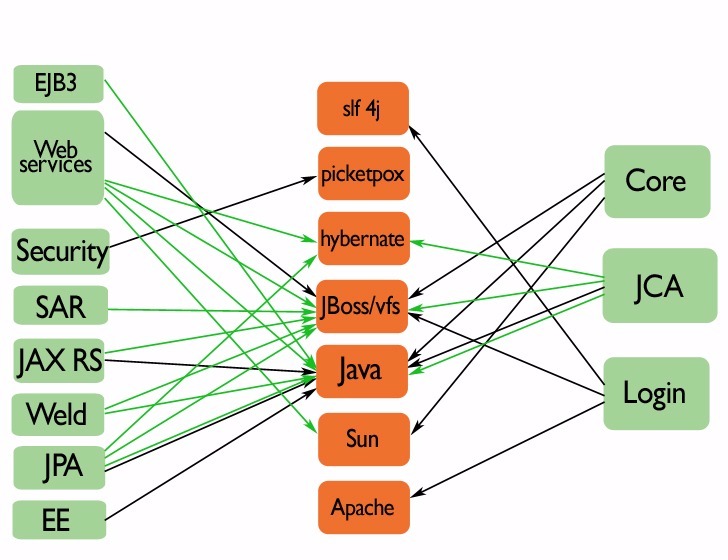 EJB3
Web
services
Security
SAR
JAX RS
Weld
JPA
EE
slf 4j
picketpox
hybernate
JBoss/vfs
Java
Sun
Apache
Core
JCA
Login